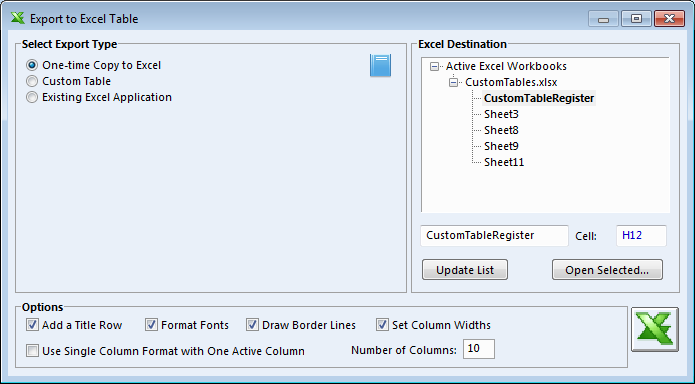 Export to Excel Table
Select Export Type
One-time Copy to Excel
Custom Table
Existing Excel Application
Excel Destination
Active Excel Workbooks
CustomTables.xlsx
CustomTableRegister
Sheet3
Sheet8
Sheet9
Sheet11
CustomTableRegister Cell: H12
Update List Open Selected...
Options
Add a Title Row Format Fonts Draw Border Lines Set Column Widths
Use Single Column Format with One Active Column Number of Columns: 10